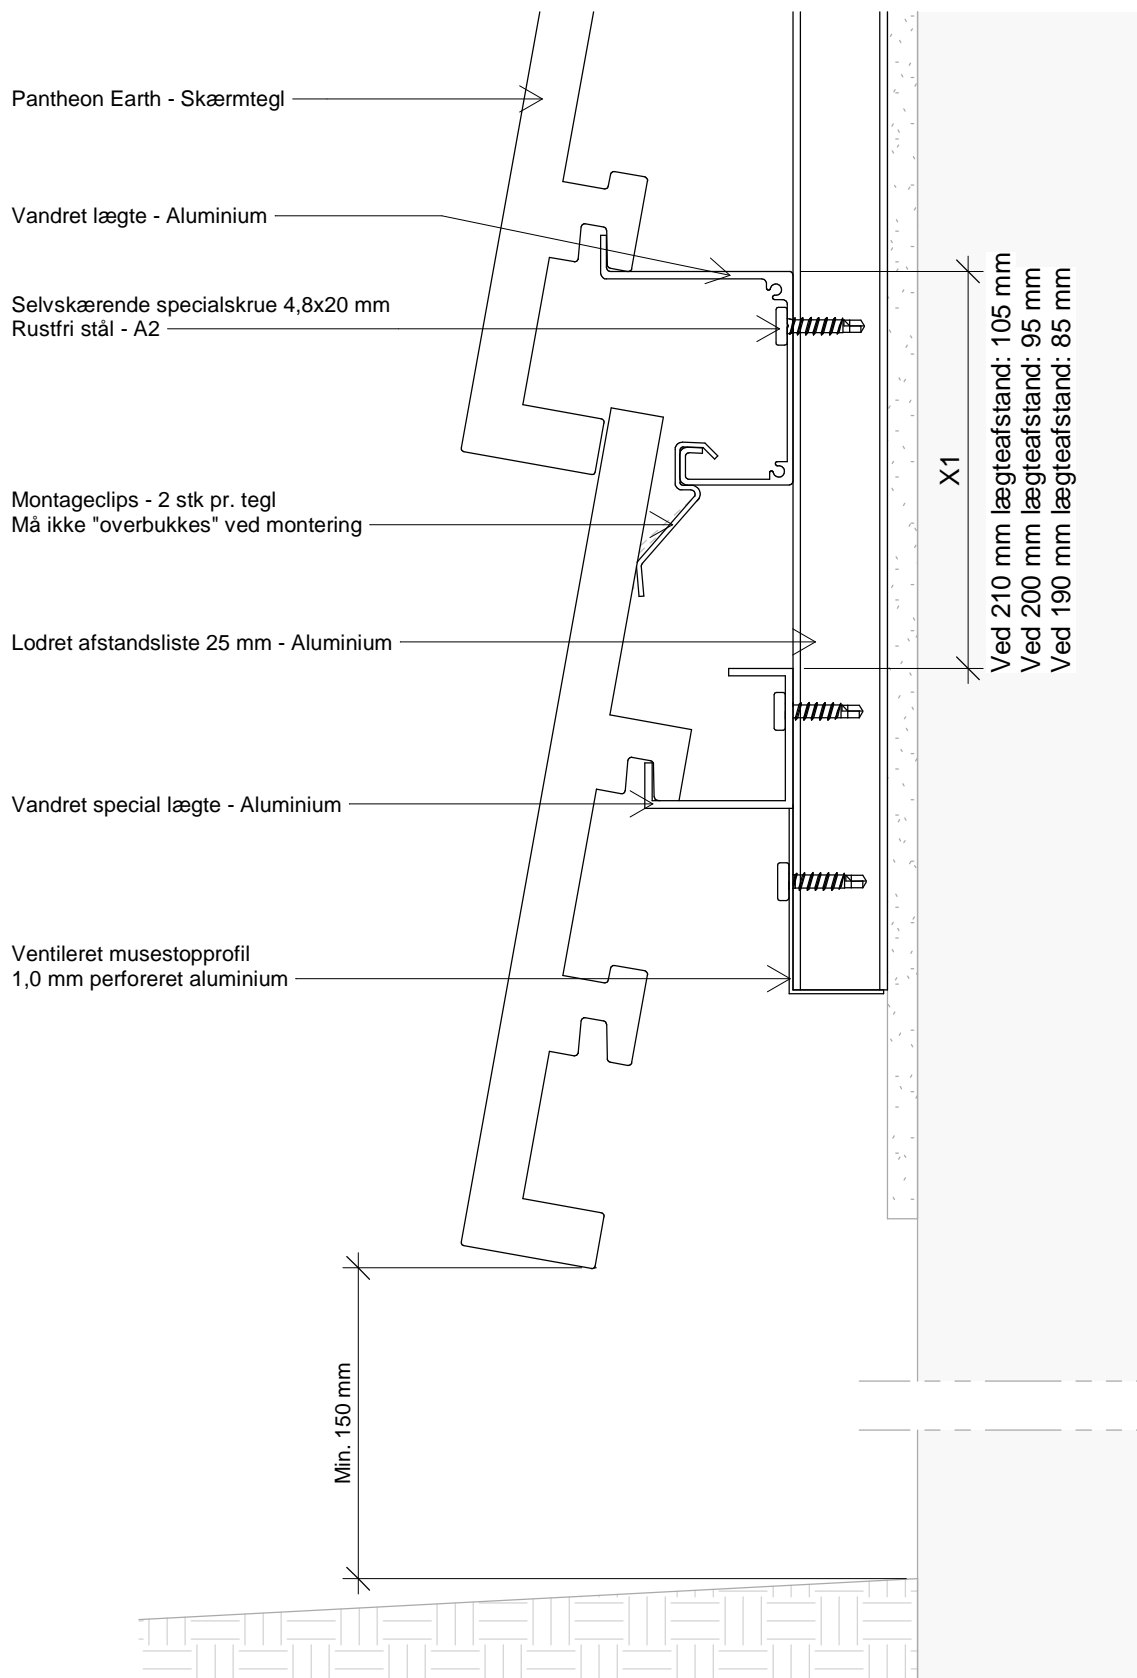 Pantheon Earth - Skærmtegl
Vandret lægte - Aluminium
Selvskærende specialskrue 4,8x20 mm
Rustfri stål - A2
Montageclips - 2 stk pr. tegl
Må ikke "overbukkes" ved montering
Lodret afstandsliste 25 mm - Aluminium
Vandret special lægte - Aluminium
Ventileret musestopprofil
1,0 mm perforeret aluminium
X1
Ved 210 mm lægteafstand: 105 mm
Ved 200 mm lægteafstand: 95 mm
Ved 190 mm lægteafstand: 85 mm
Min. 150 mm